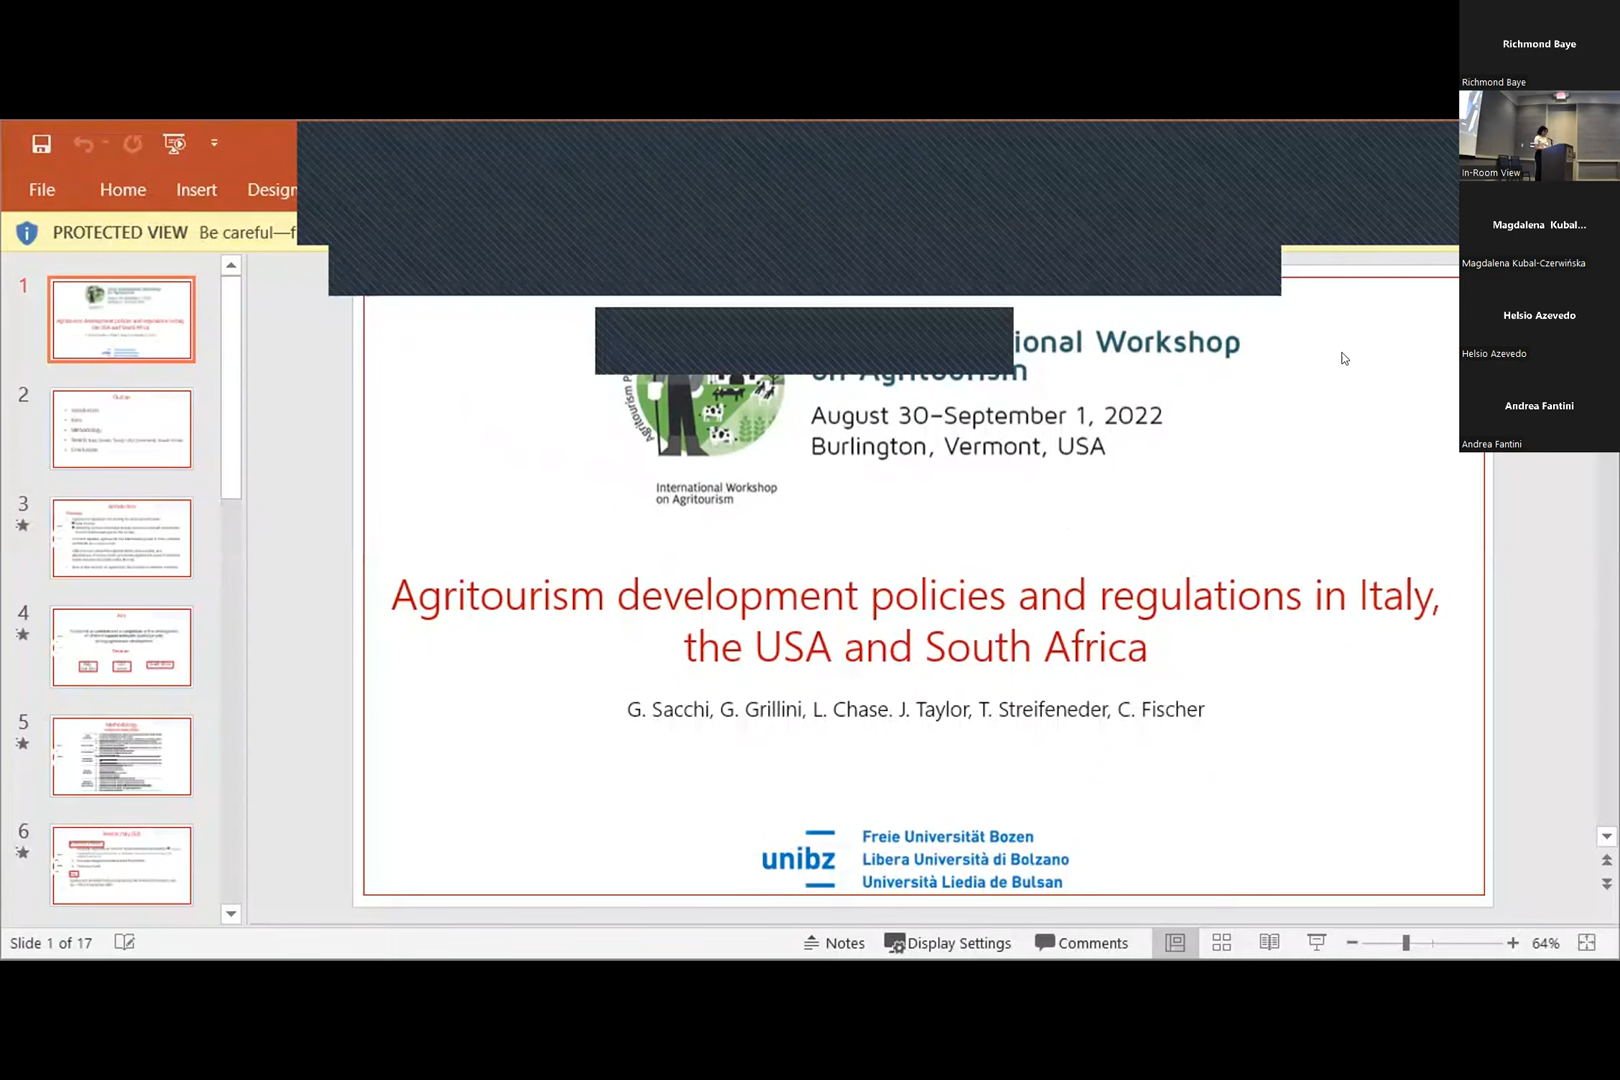 Richmond Baye
Richmond Baye
In-Room View
Magdalena Kubal...
Magdalena Kubal-Czerwińska
Helsio Azevedo
Helsio Azevedo
Andrea Fantini
Andrea Fantini
File Home Insert Design
PROTECTED VIEW Be careful—f
1
2
3
4
5
6
ional Workshop
on Agritourism
August 30–September 1, 2022
Burlington, Vermont, USA
International Workshop
on Agritourism
Agritourism development policies and regulations in Italy,
the USA and South Africa
G. Sacchi, G. Grillini, L. Chase. J. Taylor, T. Streifeneder, C. Fischer
unibz
Freie Universität Bozen
Libera Università di Bolzano
Università Liedia de Bulsan
Slide 1 of 17 Notes Display Settings Comments 64%